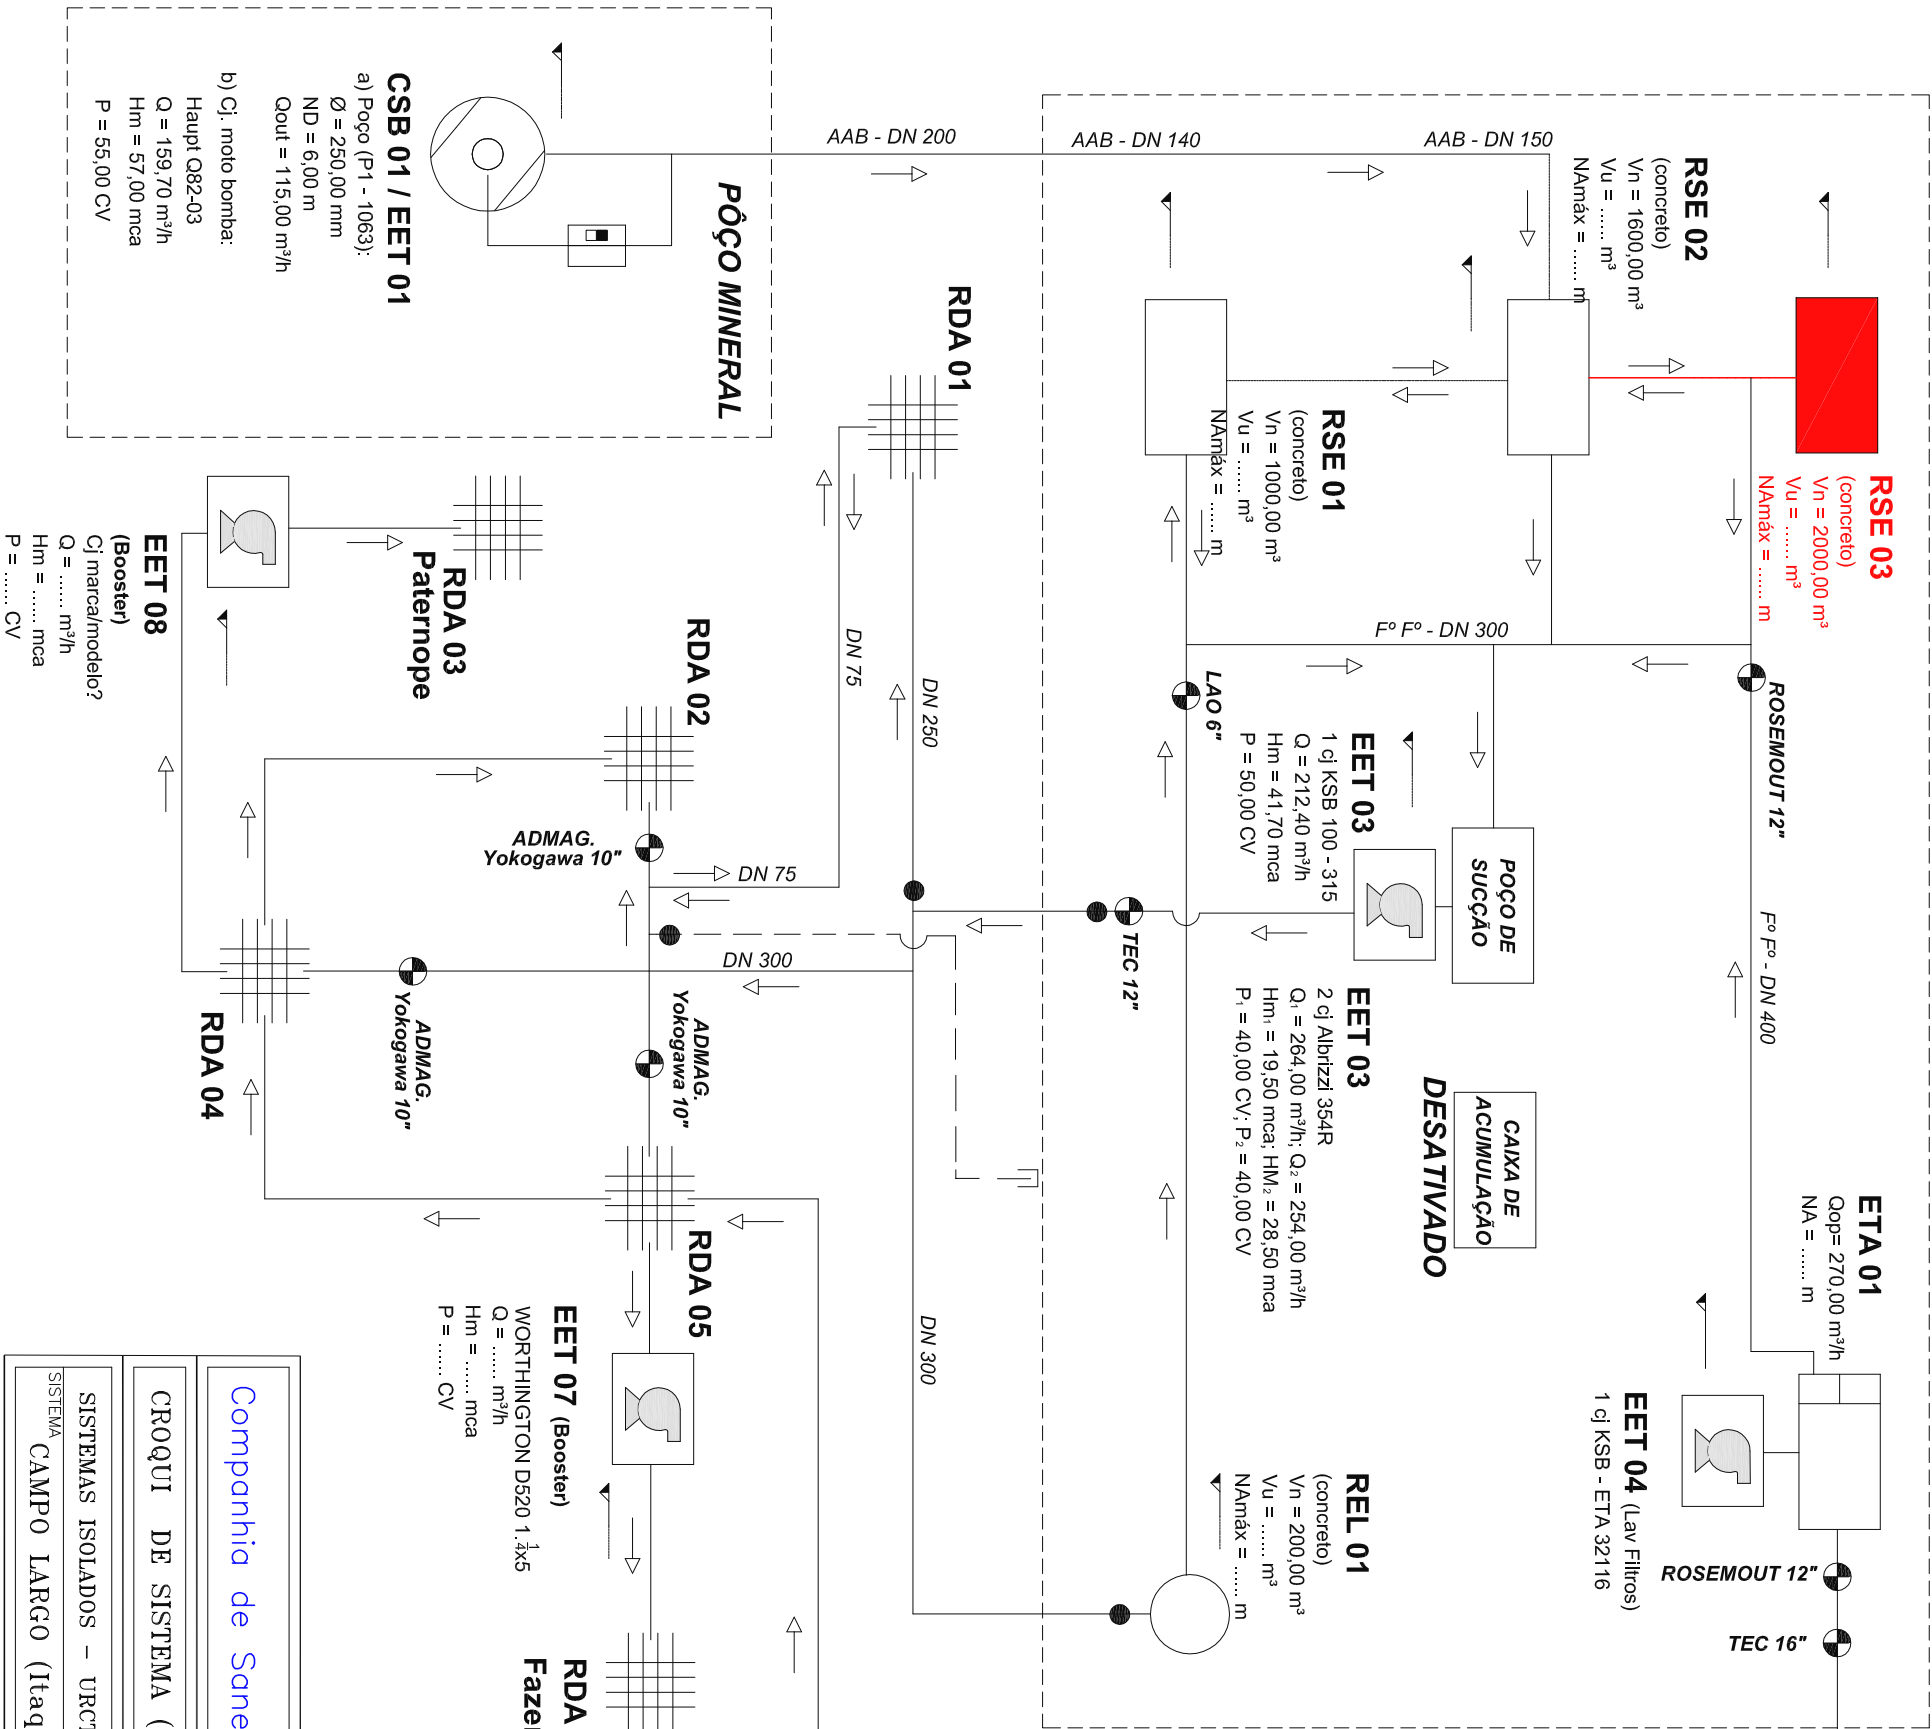 RSE 03
(concreto)
Vn = 2000,00 m³
Vu = ...... m³
NAmáx = ...... m
ETA 01
Qop= 270,00 m³/h
NA = ...... m
RSE 02
(concreto)
Vn = 1600,00 m³
Vu = ...... m³
NAmáx = ...... m
ROSEMOUT 12"
Fº Fº - DN 400
EET 04 (Lav Filtros)
1 cj KSB - ETA 32116
ROSEMOUT 12"
TEC 16"
AAB - DN 200
AAB - DN 140
AAB - DN 150
Fº Fº - DN 300
POÇO DE
SUCÇÃO
CAIXA DE
ACUMULAÇÃO
DESATIVADO
RSE 01
(concreto)
Vn = 1000,00 m³
Vu = ...... m³
NAmáx = ...... m
EET 03
1 cj KSB 100 - 315
Q = 212,40 m³/h
Hm = 41,70 mca
P = 50,00 CV
EET 03
2 cj Albrizzi 354R
Q₁ = 264,00 m³/h; Q₂ = 254,00 m³/h
Hm₁ = 19,50 mca; HM₂ = 28,50 mca
P₁ = 40,00 CV; P₂ = 40,00 CV
REL 01
(concreto)
Vn = 200,00 m³
Vu = ...... m³
NAmáx = ...... m
LAO 6"
TEC 12"
RDA 01
DN 250
DN 300
DN 75
PÔÇO MINERAL
CSB 01 / EET 01
a) Poço (P1 - 1063):
Ø = 250,00 mm
ND = 6,00 m
Qout = 115,00 m³/h
b) Cj. moto bomba:
Haupt Q82-03
Q = 159,70 m³/h
Hm = 57,00 mca
P = 55,00 CV
RDA 02
ADMAG.
Yokogawa 10"
DN 75
DN 300
ADMAG.
Yokogawa 10"
RDA 05
EET 07 (Booster)
WORTHINGTON D520 1.¼x5
Q = ...... m³/h
Hm = ...... mca
P = ...... CV
RDA
Fazer
RDA 03
Paternope
ADMAG.
Yokogawa 10"
RDA 04
EET 08
(Booster)
Cj marca/modelo?
Q = ...... m³/h
Hm = ...... mca
P = ...... CV
Companhia de Sane
CROQUI DE SISTEMA (
SISTEMAS ISOLADOS - URCT
SISTEMA
CAMPO LARGO (Itaq